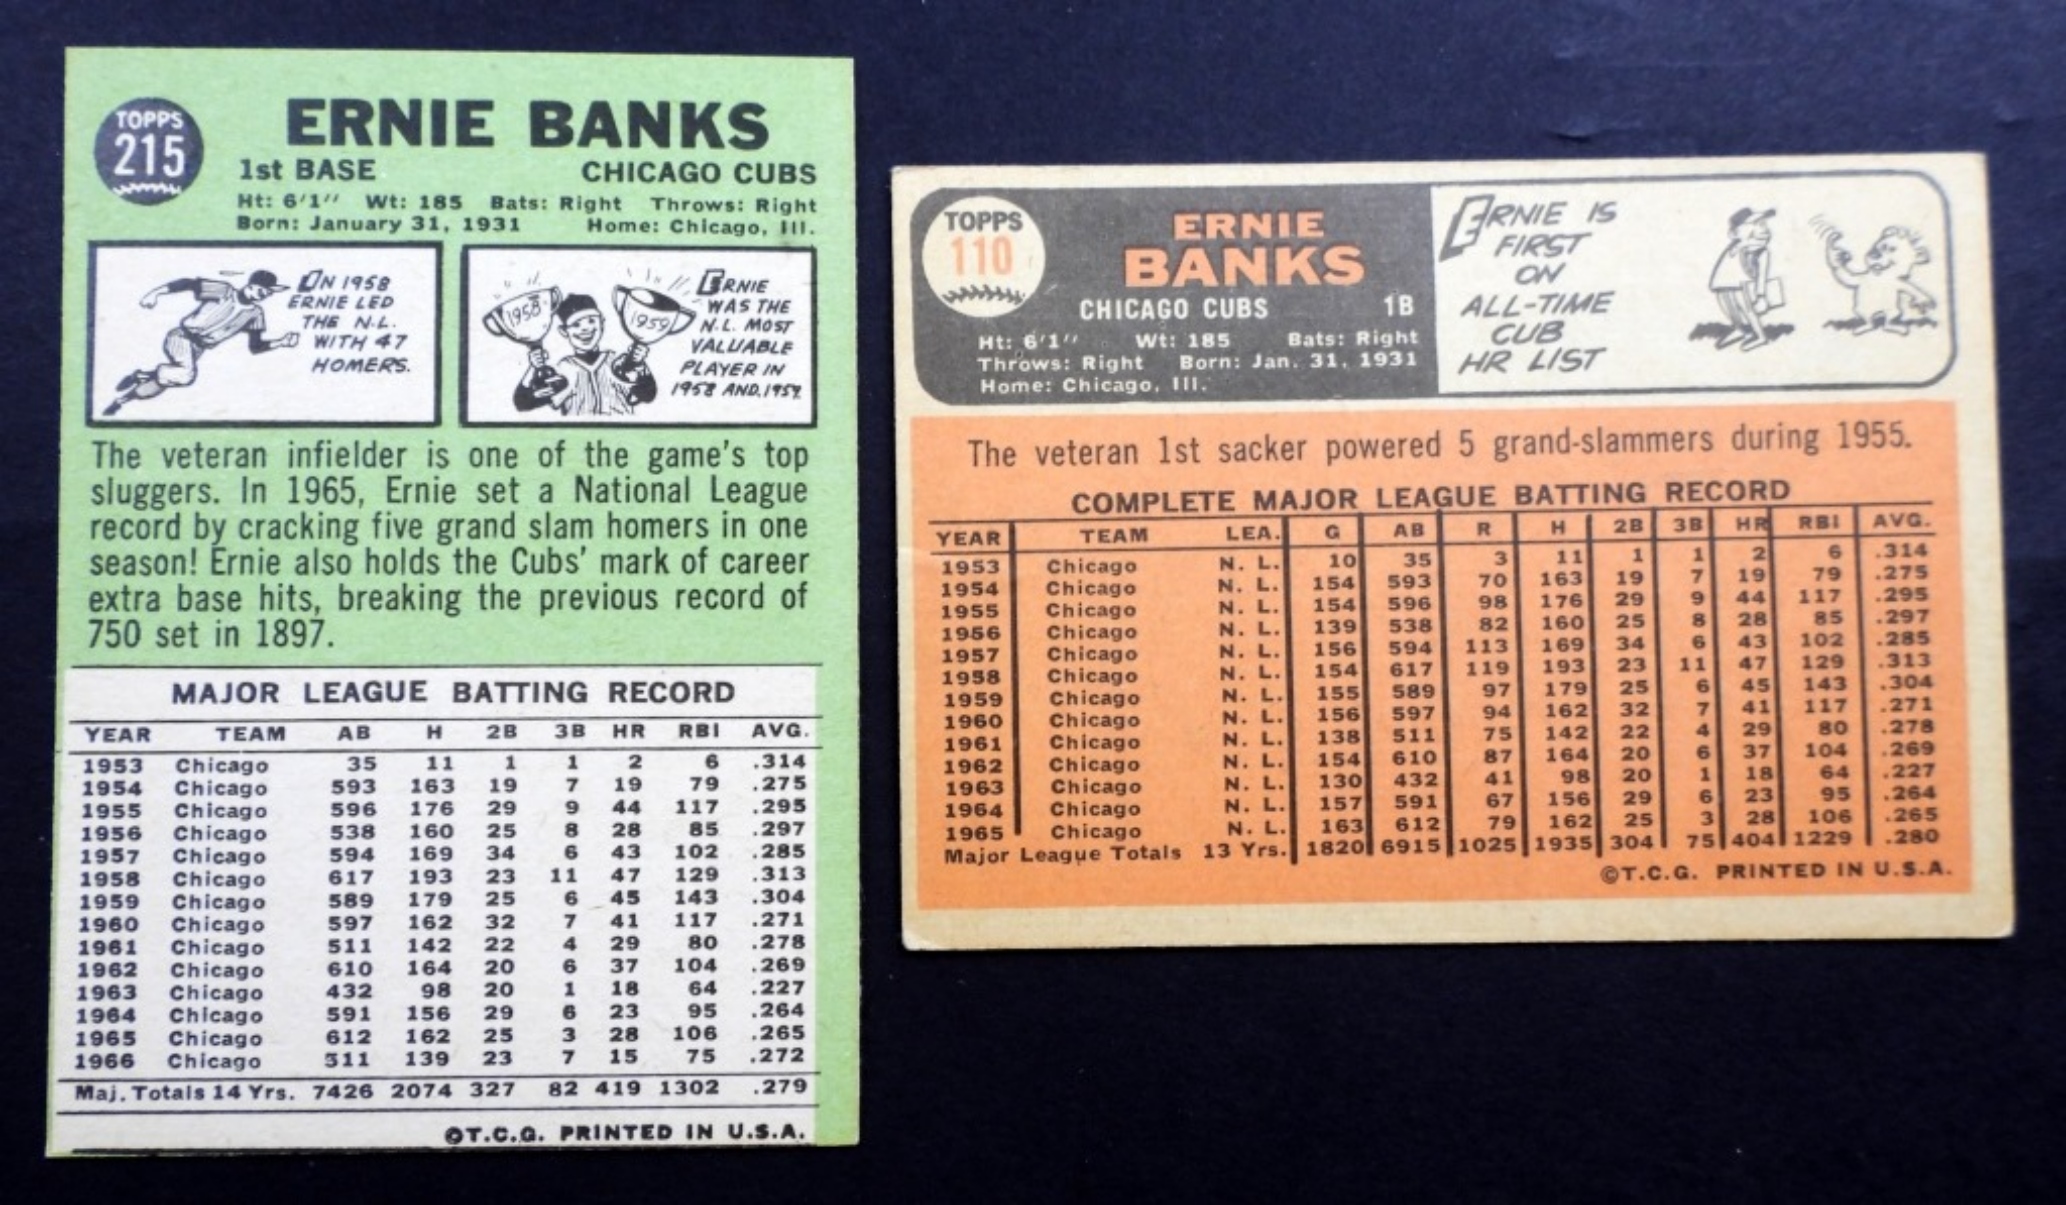 TOPPS
215
ERNIE BANKS
1st BASE CHICAGO CUBS
Ht: 6'1" Wt: 185 Bats: Right Throws: Right
Born: January 31, 1931 Home: Chicago, Ill.
IN 1958
ERNIE LED
THE N.L.
WITH 47
HOMERS.
1958
1959
ERNIE
WAS THE
N.L. MOST
VALUABLE
PLAYER IN
1958 AND 1959.
The veteran infielder is one of the game's top
sluggers. In 1965, Ernie set a National League
record by cracking five grand slam homers in one
season! Ernie also holds the Cubs' mark of career
extra base hits, breaking the previous record of
750 set in 1897.
MAJOR LEAGUE BATTING RECORD
YEAR TEAM AB H 2B 3B HR RBI AVG.
1953 Chicago 35 11 1 1 2 6 .314
1954 Chicago 593 163 19 7 19 79 .275
1955 Chicago 596 176 29 9 44 117 .295
1956 Chicago 538 160 25 8 28 85 .297
1957 Chicago 594 169 34 6 43 102 .285
1958 Chicago 617 193 23 11 47 129 .313
1959 Chicago 589 179 25 6 45 143 .304
1960 Chicago 597 162 32 7 41 117 .271
1961 Chicago 511 142 22 4 29 80 .278
1962 Chicago 610 164 20 6 37 104 .269
1963 Chicago 432 98 20 1 18 64 .227
1964 Chicago 591 156 29 6 23 95 .264
1965 Chicago 612 162 25 3 28 106 .265
1966 Chicago 511 139 23 7 15 75 .272
Maj. Totals 14 Yrs. 7426 2074 327 82 419 1302 .279
©T.C.G. PRINTED IN U.S.A.
TOPPS
110
ERNIE
BANKS
CHICAGO CUBS 1B
Ht: 6'1" Wt: 185 Bats: Right
Throws: Right Born: Jan. 31, 1931
Home: Chicago, Ill.
ERNIE IS
FIRST
ON
ALL-TIME
CUB
HR LIST
The veteran 1st sacker powered 5 grand-slammers during 1955.
COMPLETE MAJOR LEAGUE BATTING RECORD
YEAR TEAM LEA. G AB R H 2B 3B HR RBI AVG.
1953 Chicago N. L. 10 35 3 11 1 1 2 6 .314
1954 Chicago N. L. 154 593 70 163 19 7 19 79 .275
1955 Chicago N. L. 154 596 98 176 29 9 44 117 .295
1956 Chicago N. L. 139 538 82 160 25 8 28 85 .297
1957 Chicago N. L. 156 594 113 169 34 6 43 102 .285
1958 Chicago N. L. 154 617 119 193 23 11 47 129 .313
1959 Chicago N. L. 155 589 97 179 25 6 45 143 .304
1960 Chicago N. L. 156 597 94 162 32 7 41 117 .271
1961 Chicago N. L. 138 511 75 142 22 4 29 80 .278
1962 Chicago N. L. 154 610 87 164 20 6 37 104 .269
1963 Chicago N. L. 130 432 41 98 20 1 18 64 .227
1964 Chicago N. L. 157 591 67 156 29 6 23 95 .264
1965 Chicago N. L. 163 612 79 162 25 3 28 106 .265
Major League Totals 13 Yrs. 1820 6915 1025 1935 304 75 404 1229 .280
©T.C.G. PRINTED IN U.S.A.